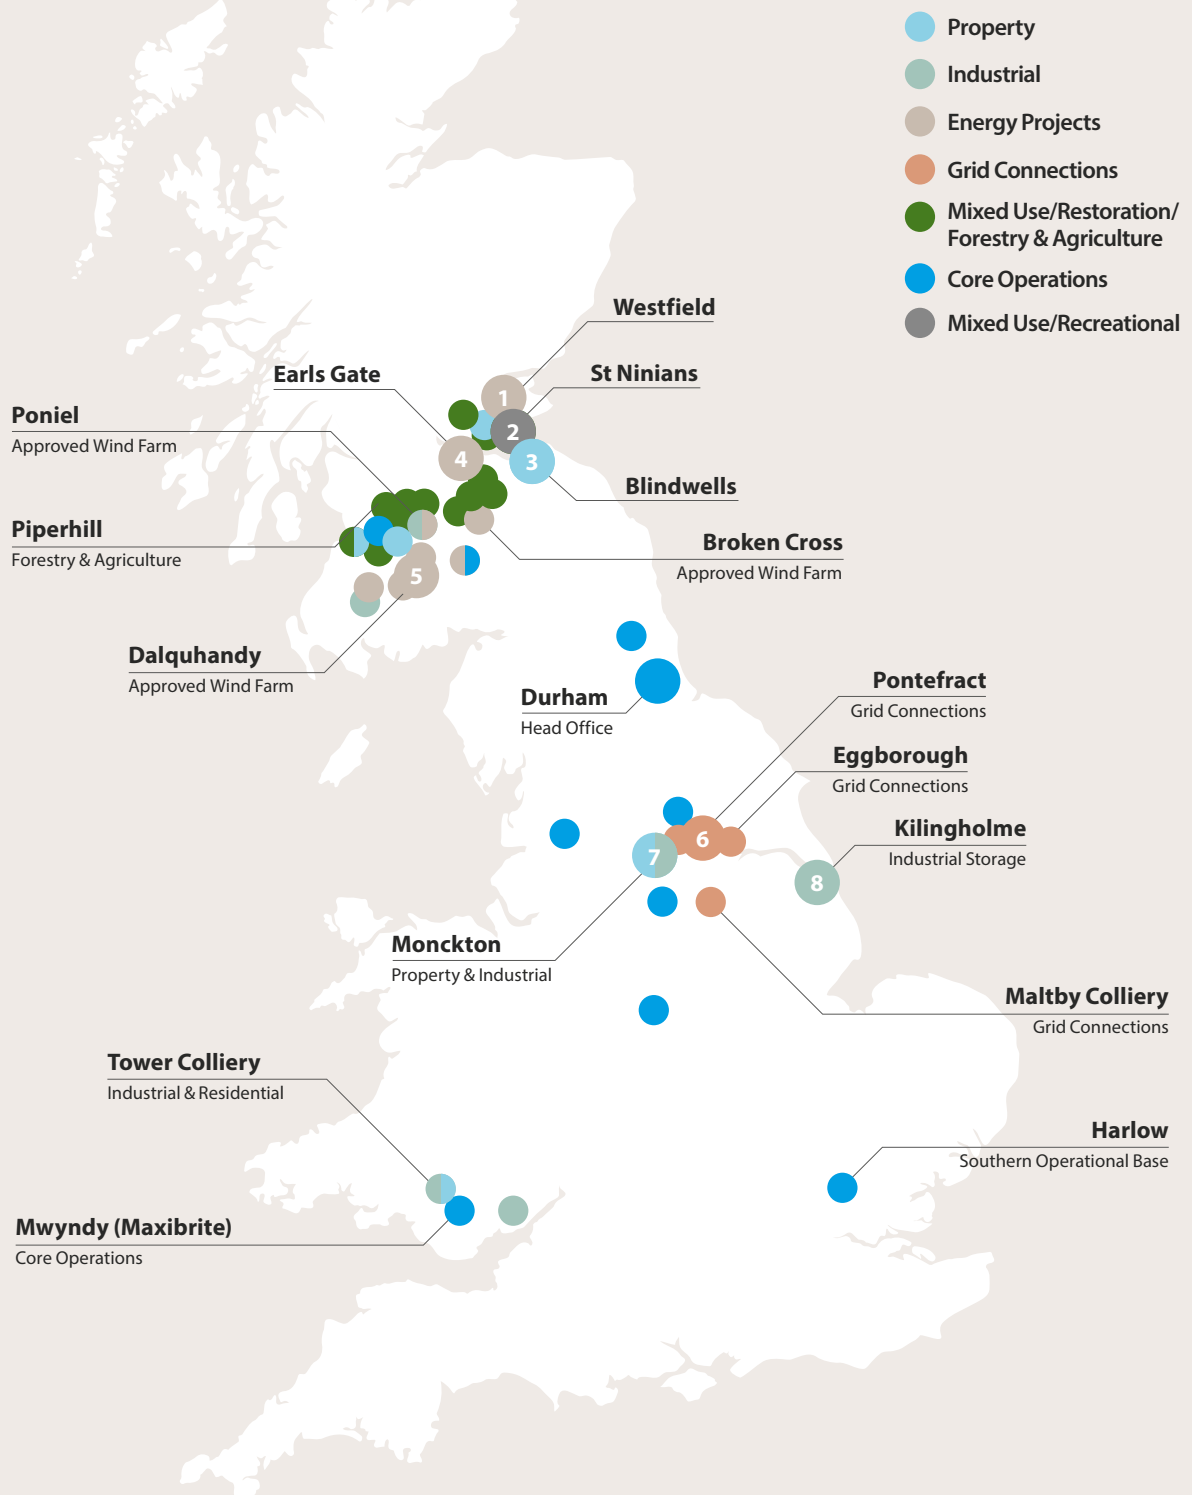 Property
Industrial
Energy Projects
Grid Connections
Mixed Use/Restoration/
Forestry & Agriculture
Core Operations
Mixed Use/Recreational
Westfield
Earls Gate
St Ninians
1
2
3
4
Poniel
Approved Wind Farm
Blindwells
Piperhill
Forestry & Agriculture
Broken Cross
Approved Wind Farm
5
Dalquhandy
Approved Wind Farm
Durham
Head Office
Pontefract
Grid Connections
Eggborough
Grid Connections
Kilingholme
Industrial Storage
6
7
8
Monckton
Property & Industrial
Maltby Colliery
Grid Connections
Tower Colliery
Industrial & Residential
Harlow
Southern Operational Base
Mwyndy (Maxibrite)
Core Operations